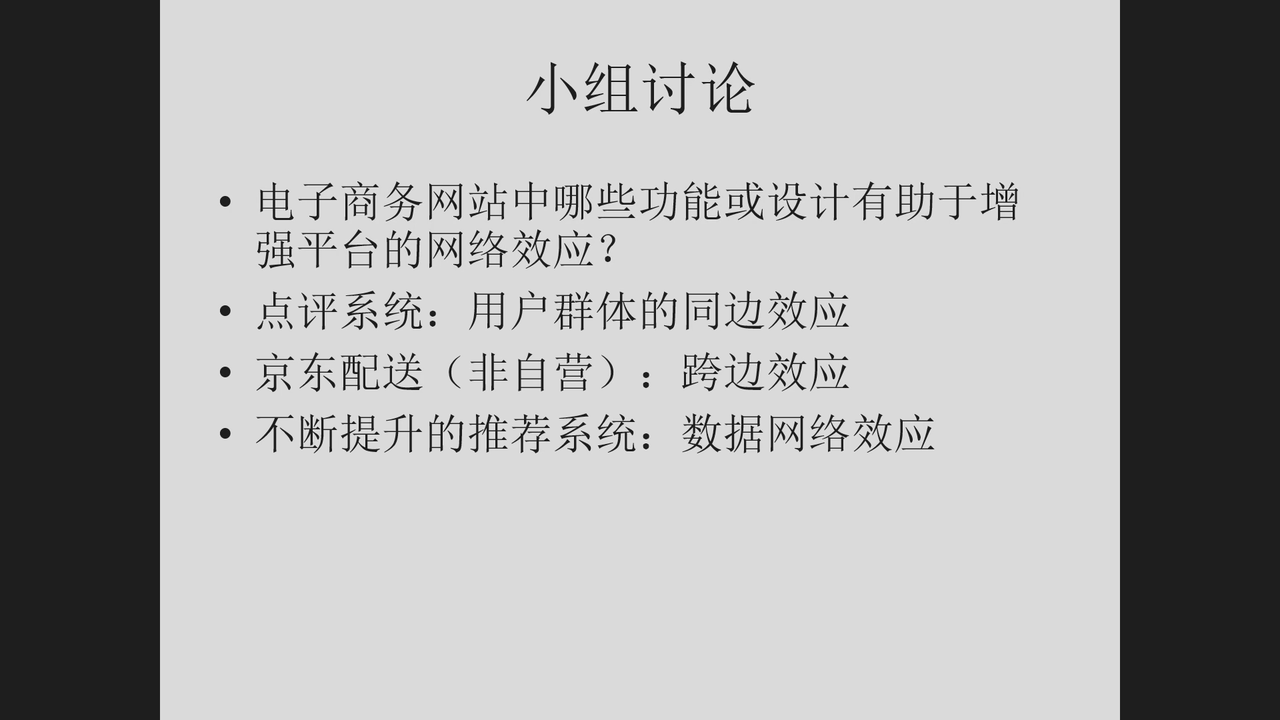 小组讨论
• 电子商务网站中哪些功能或设计有助于增
强平台的网络效应？
• 点评系统：用户群体的同边效应
• 京东配送（非自营）：跨边效应
• 不断提升的推荐系统：数据网络效应